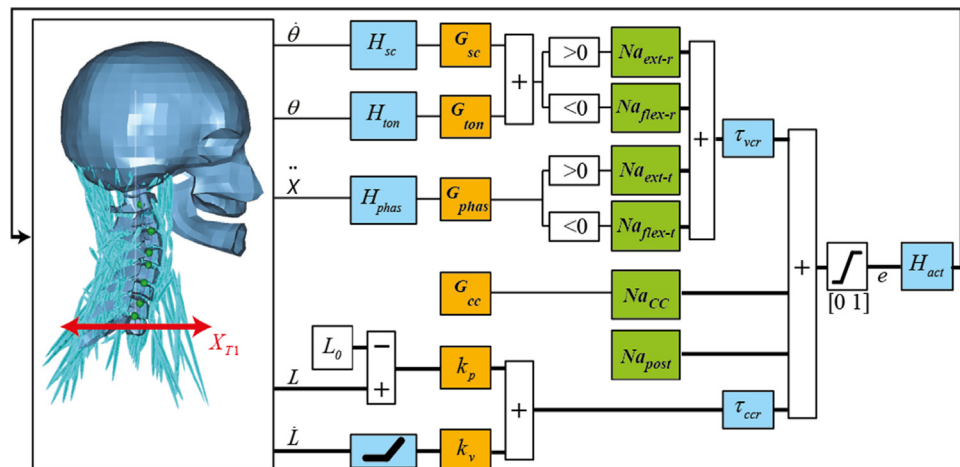 θ̇ H_sc G_sc >0 Na_ext-r
+
<0 Na_flex-r
θ H_ton G_ton
+ τ_vcr
Ẍ H_phas G_phas >0 Na_ext-t
<0 Na_flex-t
+ e H_act
[0 1]
G_cc Na_CC
X_T1
L_0 − Na_post
L + k_p
+ τ_ccr
L̇ k_v